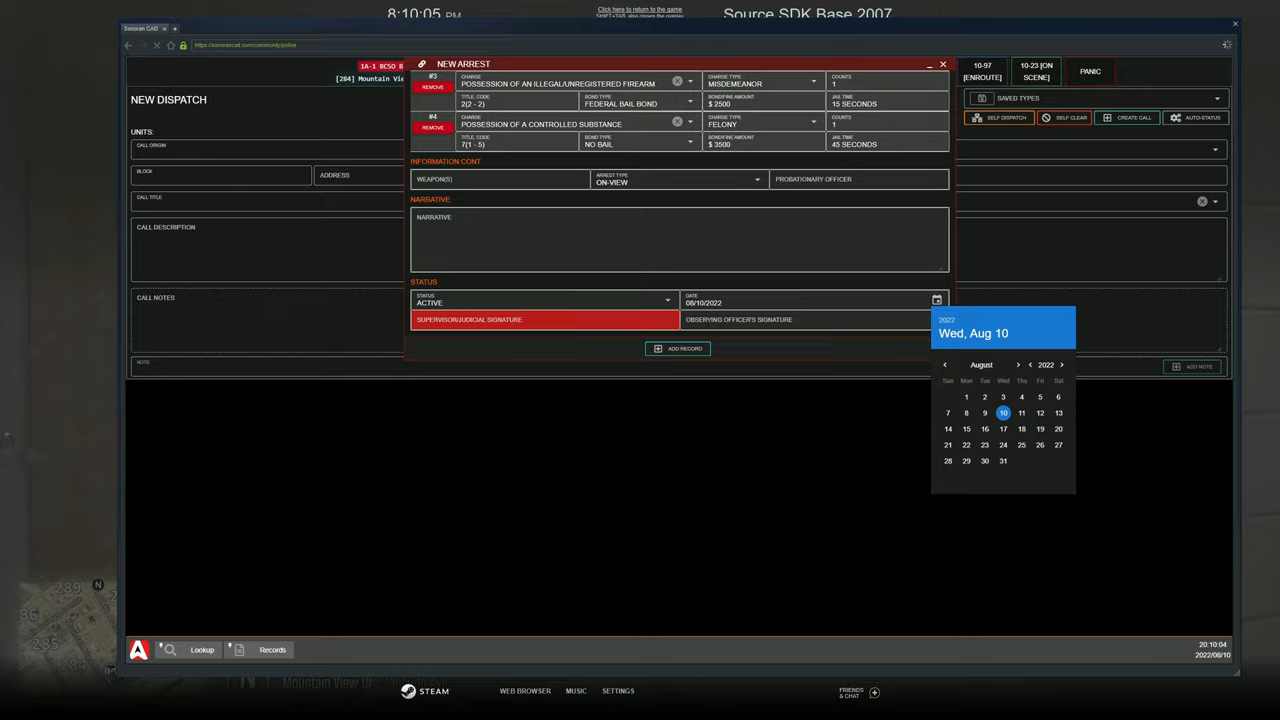 8:10:05 PM
Click here to return to the game
SHIFT+TAB also closes the overlay
Source SDK Base 2007
Sonoran CAD
https://sonorancad.com/community/police
1A-1 BCSO B
[284] Mountain Vie
10-97 [ENROUTE]
10-23 [ON SCENE]
PANIC
NEW DISPATCH
SAVED TYPES
SELF DISPATCH
SELF CLEAR
CREATE CALL
AUTO-STATUS
UNITS:
CALL ORIGIN
BLOCK
ADDRESS
CALL TITLE
CALL DESCRIPTION
CALL NOTES
NOTE
ADD NOTE
NEW ARREST
#3
REMOVE
CHARGE
POSSESSION OF AN ILLEGAL/UNREGISTERED FIREARM
CHARGE TYPE
MISDEMEANOR
COUNTS
1
TITLE, CODE
2(2 - 2)
BOND TYPE
FEDERAL BAIL BOND
BOND/FINE AMOUNT
$ 2500
JAIL TIME
15 SECONDS
#4
REMOVE
CHARGE
POSSESSION OF A CONTROLLED SUBSTANCE
CHARGE TYPE
FELONY
COUNTS
1
TITLE, CODE
7(1 - 5)
BOND TYPE
NO BAIL
BOND/FINE AMOUNT
$ 3500
JAIL TIME
45 SECONDS
INFORMATION CONT
WEAPON(S)
ARREST TYPE
ON-VIEW
PROBATIONARY OFFICER
NARRATIVE
NARRATIVE
STATUS
STATUS
ACTIVE
DATE
08/10/2022
SUPERVISOR/JUDICIAL SIGNATURE
OBSERVING OFFICER'S SIGNATURE
ADD RECORD
2022
Wed, Aug 10
August
2022
Sun Mon Tue Wed Thu Fri Sat
1 2 3 4 5 6
7 8 9 10 11 12 13
14 15 16 17 18 19 20
21 22 23 24 25 26 27
28 29 30 31
Lookup
Records
20:10:04
2022/08/10
289
N
86
285
284
Mountain View Dr
STEAM
WEB BROWSER
MUSIC
SETTINGS
FRIENDS
& CHAT